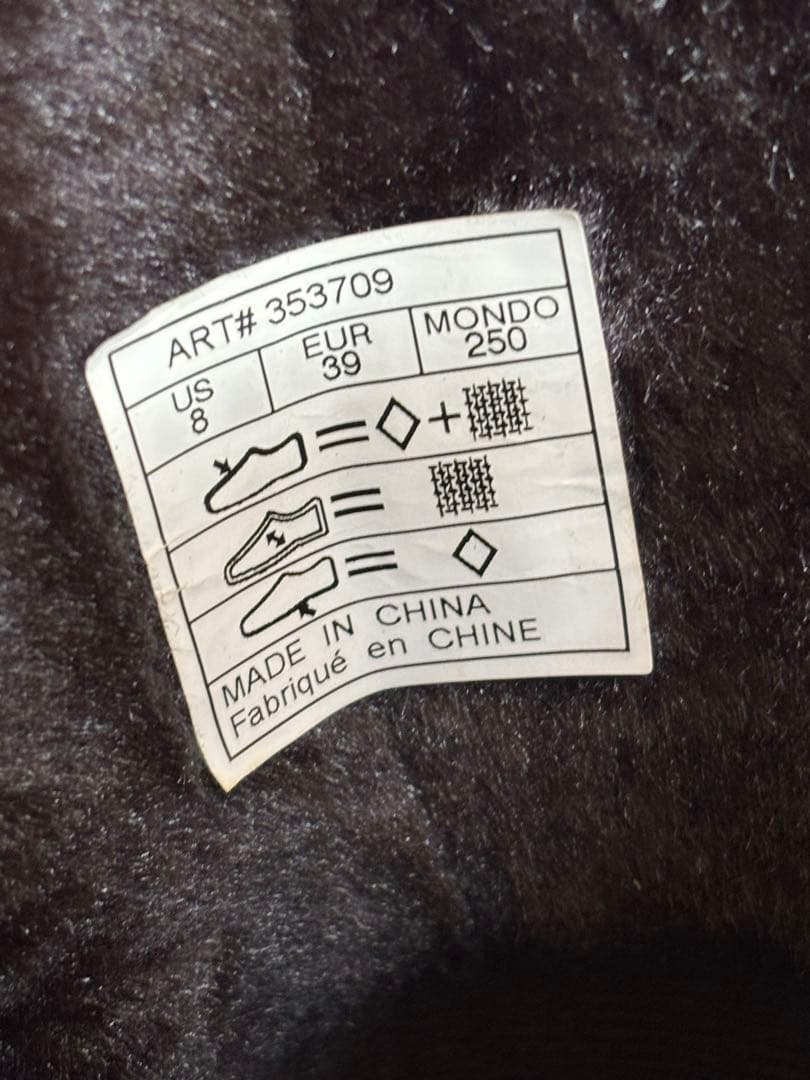 ART# 353709
US EUR MONDO
8 39 250
MADE IN CHINA
Fabriqué en CHINE